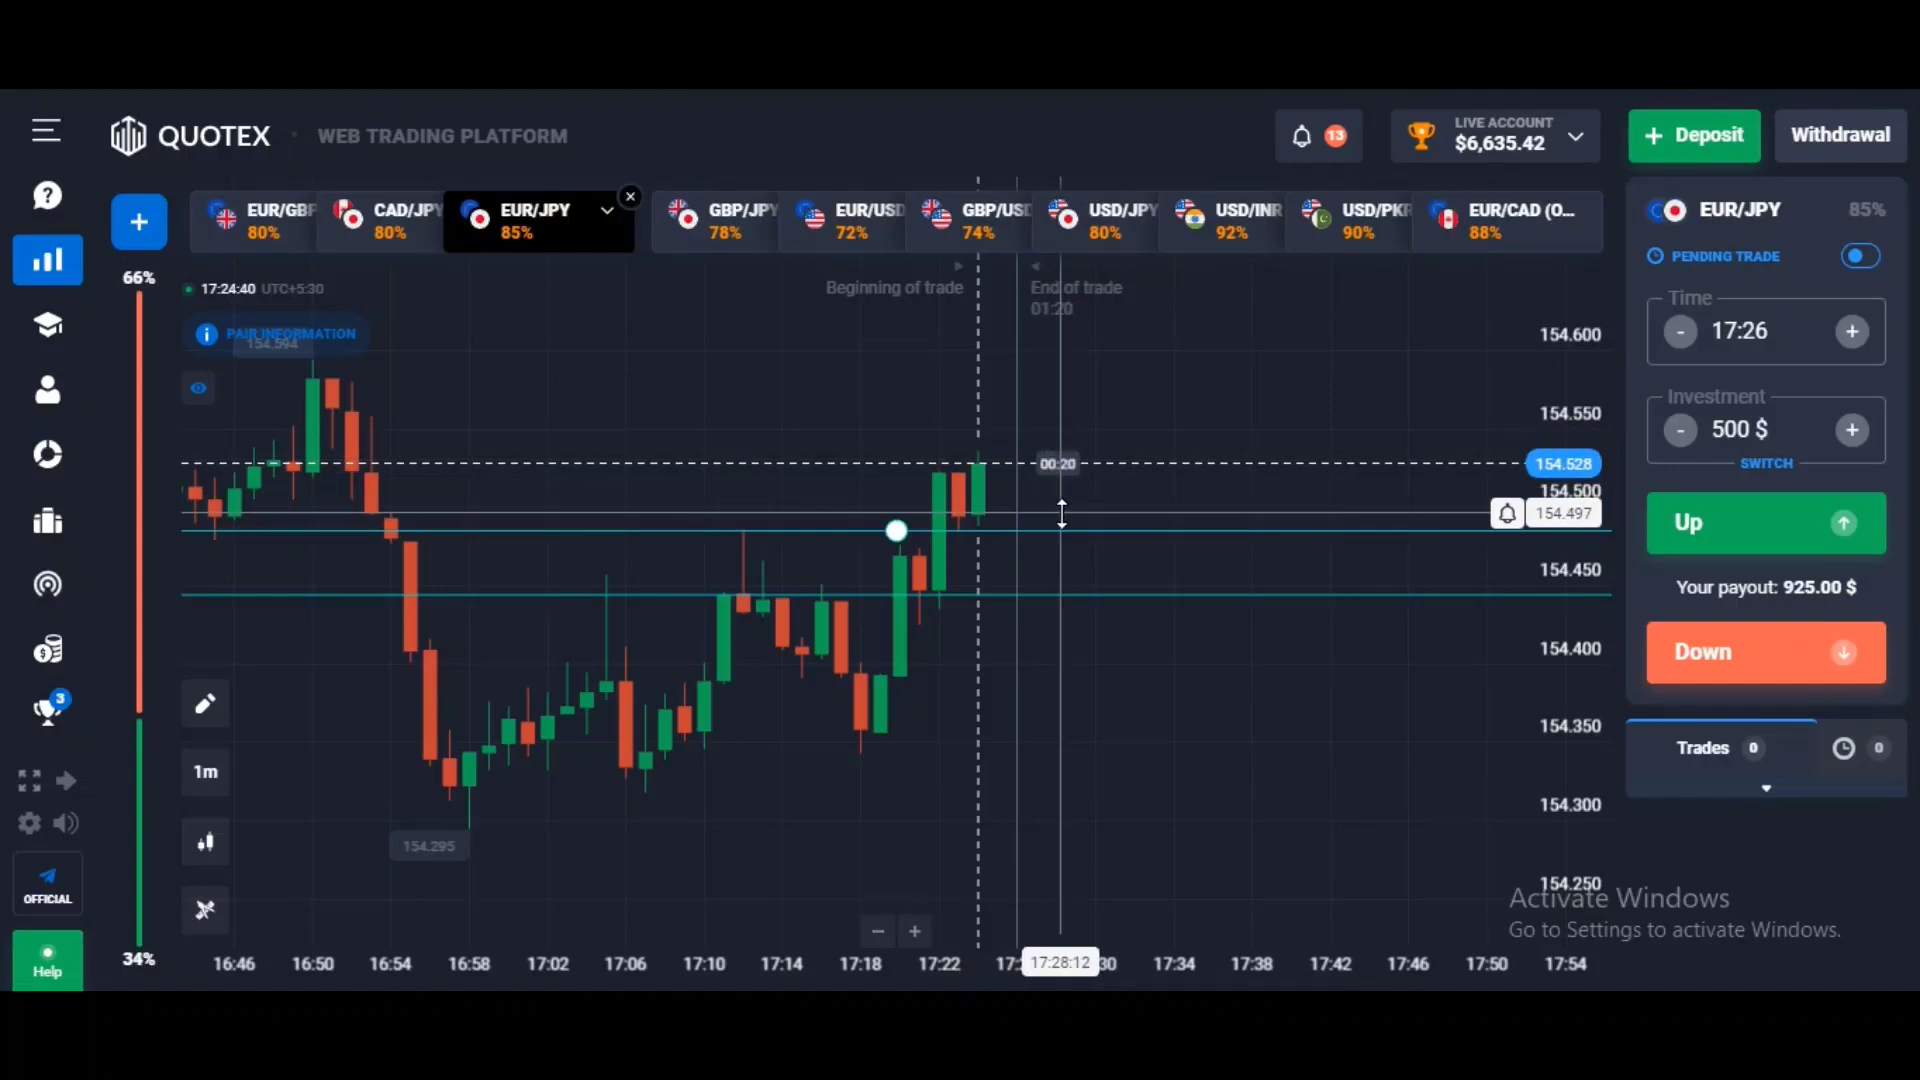 QUOTEX
WEB TRADING PLATFORM
13
LIVE ACCOUNT
$6,635.42
+ Deposit
Withdrawal
EUR/GBP
80%
CAD/JPY
80%
EUR/JPY
85%
GBP/JPY
78%
EUR/USD
72%
GBP/USD
74%
USD/JPY
80%
USD/INR
92%
USD/PKR
90%
EUR/CAD (O...
88%
66%
17:24:40 UTC+5:30
PAIR INFORMATION
154.594
Beginning of trade
End of trade
01:20
154.600
154.550
154.528
00:20
154.500
154.497
154.450
154.400
154.350
154.300
154.250
154.295
1m
3
OFFICIAL
Help
34%
16:46 16:50 16:54 16:58 17:02 17:06 17:10 17:14 17:18 17:22 17:28:12 17:34 17:38 17:42 17:46 17:50 17:54
EUR/JPY 85%
PENDING TRADE
Time
- 17:26 +
Investment
- 500 $ +
SWITCH
Up
Your payout: 925.00 $
Down
Trades 0
0
Activate Windows
Go to Settings to activate Windows.